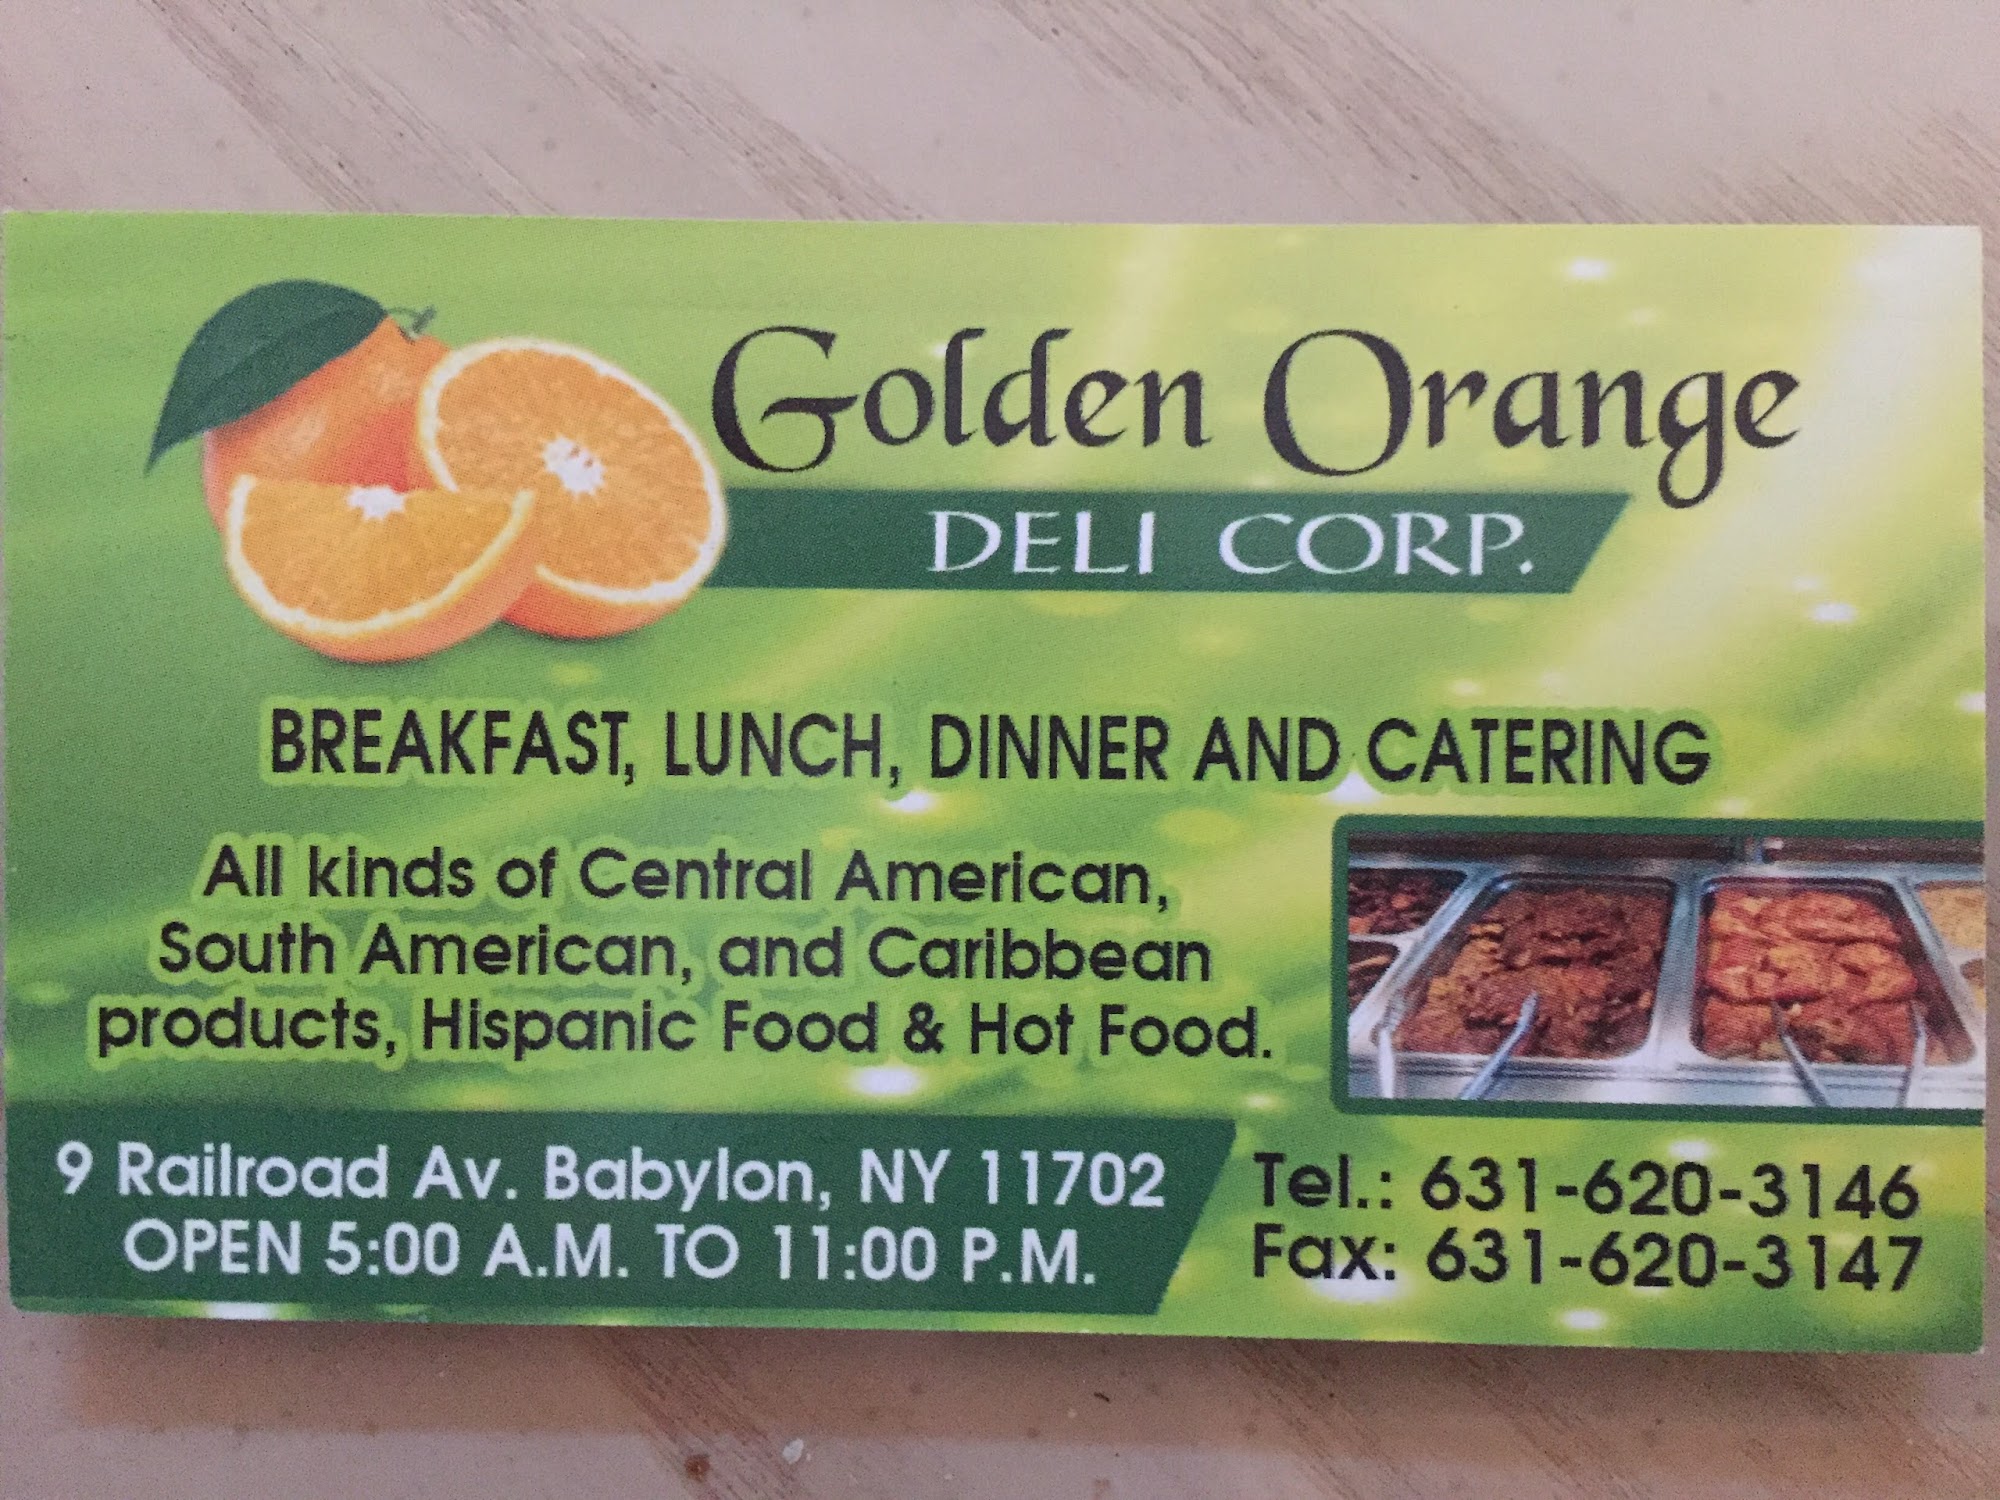 Golden Orange
DELI CORP.
BREAKFAST, LUNCH, DINNER AND CATERING
All kinds of Central American,
South American, and Caribbean
products, Hispanic Food & Hot Food.
9 Railroad Av. Babylon, NY 11702
OPEN 5:00 A.M. TO 11:00 P.M.
Tel.: 631-620-3146
Fax: 631-620-3147